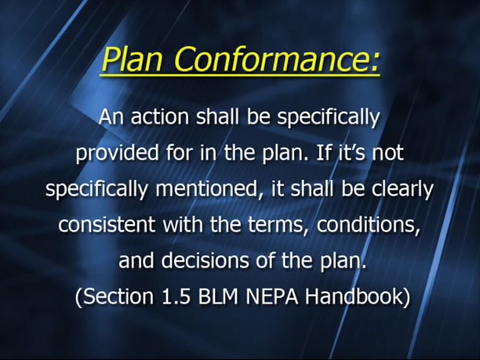 Plan Conformance:
An action shall be specifically
provided for in the plan. If it's not
specifically mentioned, it shall be clearly
consistent with the terms, conditions,
and decisions of the plan.
(Section 1.5 BLM NEPA Handbook)